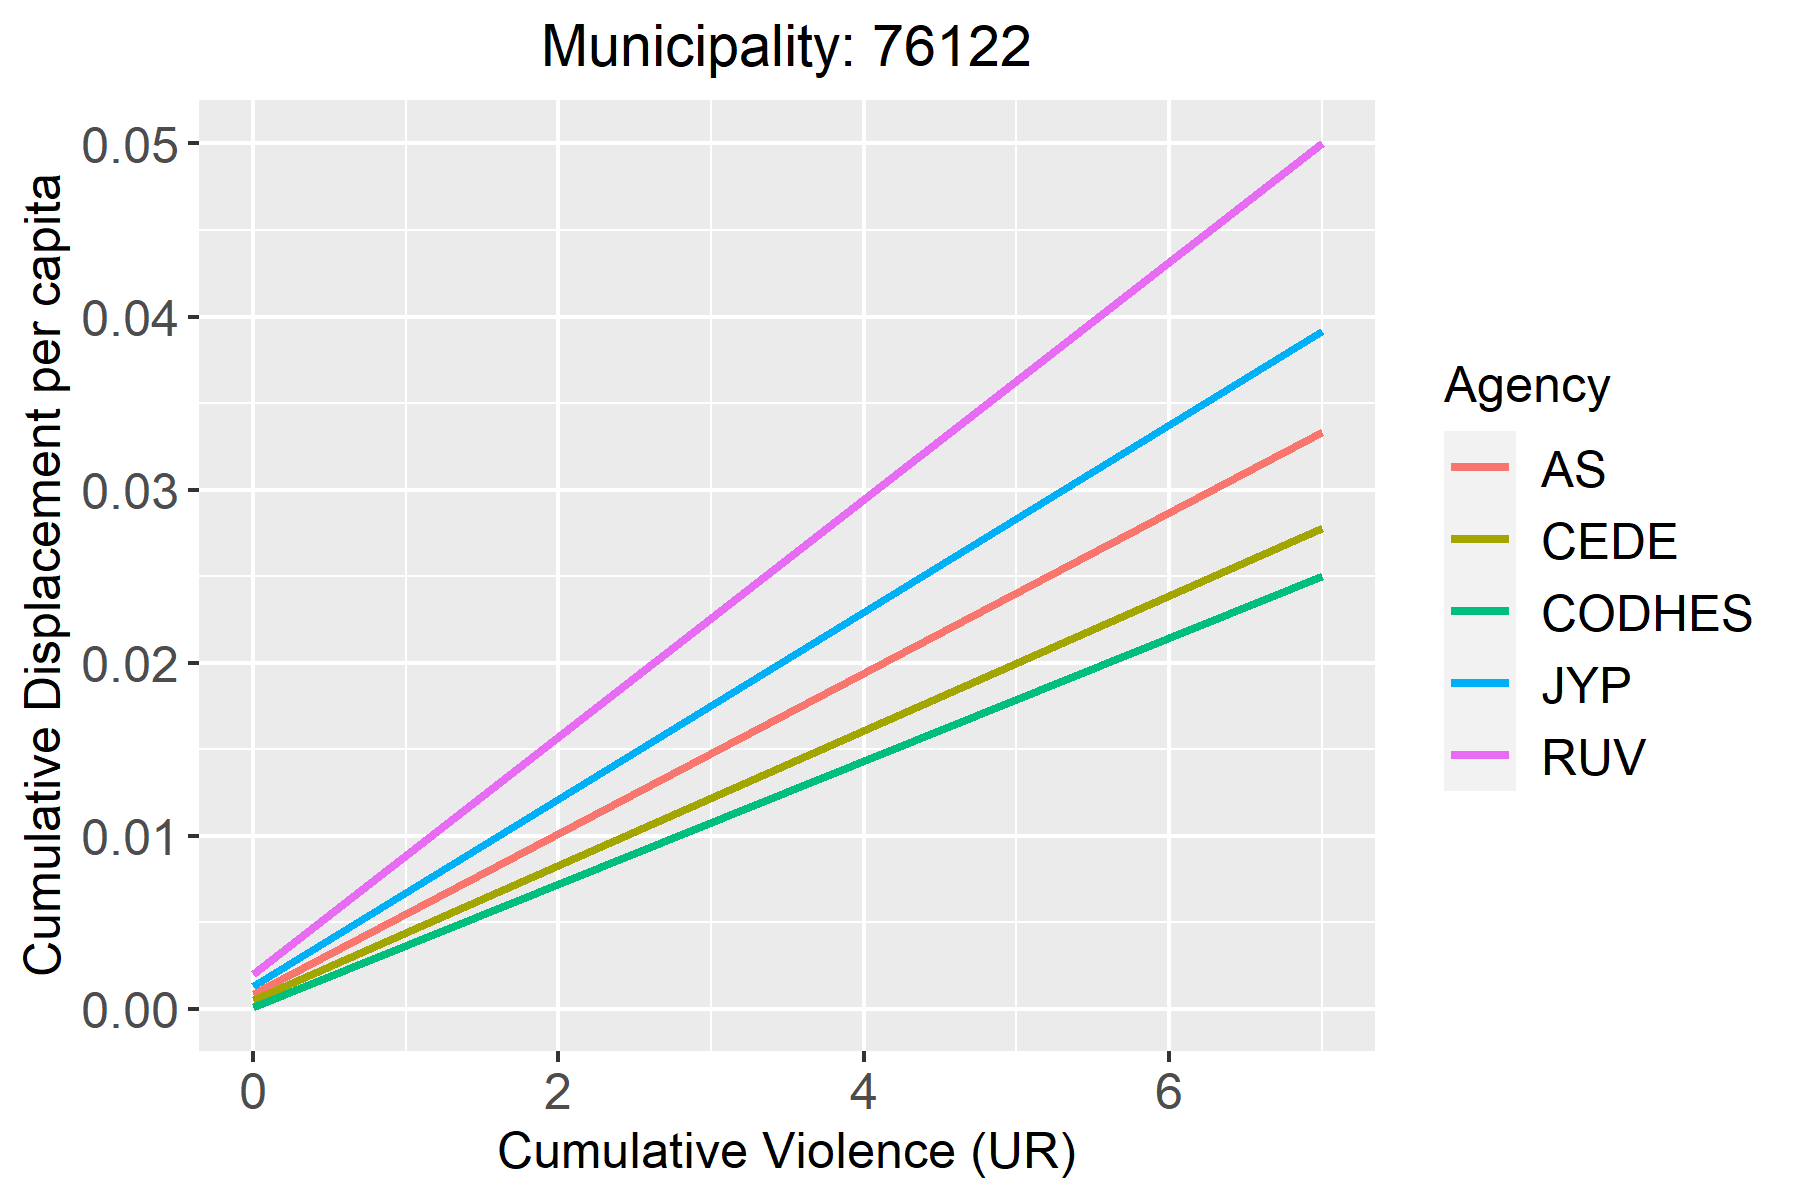 Municipality: 76122
Cumulative Displacement per capita
0.05
0.04
0.03
0.02
0.01
0.00
0
2
4
6
Cumulative Violence (UR)
Agency
AS
CEDE
CODHES
JYP
RUV